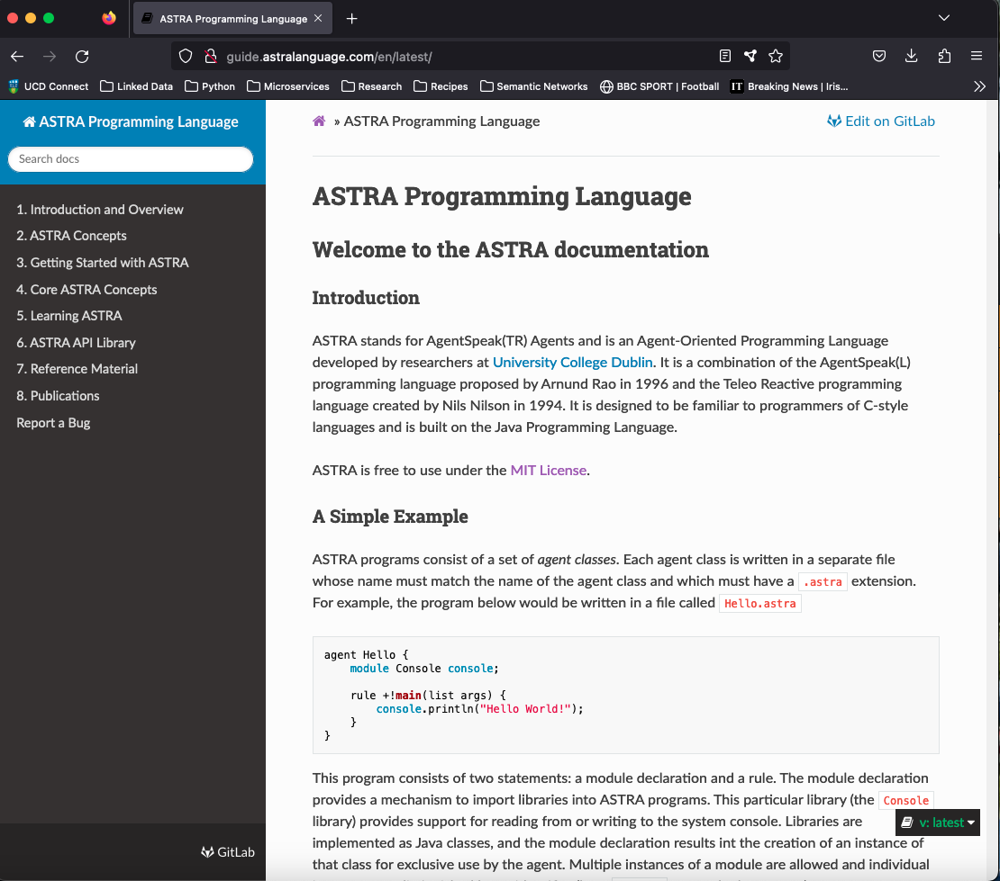 ASTRA Programming Language
guide.astralanguage.com/en/latest/
UCD Connect Linked Data Python Microservices Research Recipes Semantic Networks BBC SPORT | Football IT Breaking News | Iris...
ASTRA Programming Language
Search docs
1. Introduction and Overview
2. ASTRA Concepts
3. Getting Started with ASTRA
4. Core ASTRA Concepts
5. Learning ASTRA
6. ASTRA API Library
7. Reference Material
8. Publications
Report a Bug
GitLab
» ASTRA Programming Language
Edit on GitLab
ASTRA Programming Language
Welcome to the ASTRA documentation
Introduction
ASTRA stands for AgentSpeak(TR) Agents and is an Agent-Oriented Programming Language
developed by researchers at University College Dublin. It is a combination of the AgentSpeak(L)
programming language proposed by Arnund Rao in 1996 and the Teleo Reactive programming
language created by Nils Nilson in 1994. It is designed to be familiar to programmers of C-style
languages and is built on the Java Programming Language.
ASTRA is free to use under the MIT License.
A Simple Example
ASTRA programs consist of a set of agent classes. Each agent class is written in a separate file
whose name must match the name of the agent class and which must have a .astra extension.
For example, the program below would be written in a file called Hello.astra
agent Hello {
module Console console;
rule +!main(list args) {
console.println("Hello World!");
}
}
This program consists of two statements: a module declaration and a rule. The module declaration
provides a mechanism to import libraries into ASTRA programs. This particular library (the Console
library) provides support for reading from or writing to the system console. Libraries are
implemented as Java classes, and the module declaration results int the creation of an instance of
that class for exclusive use by the agent. Multiple instances of a module are allowed and individual
v: latest